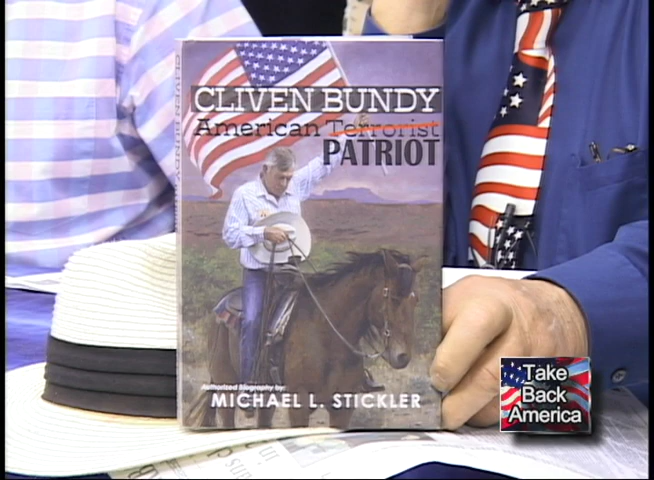 CLIVEN BUNDY
American Terrorist
PATRIOT
Authorized Biography by:
MICHAEL L. STICKLER
Take
Back
America